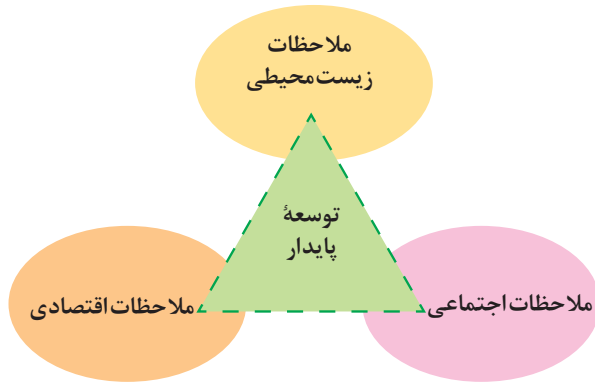 ملاحظات
زیست‌محیطی
توسعهٔ
پایدار
ملاحظات اجتماعی
ملاحظات اقتصادی